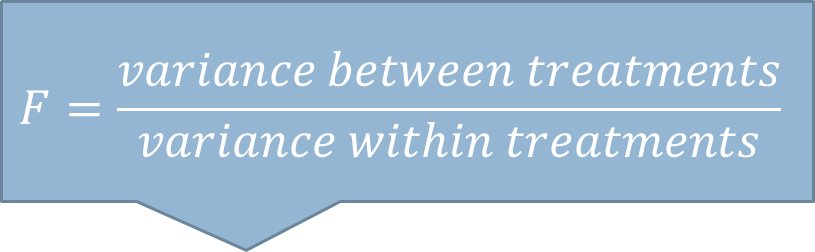 F = variance between treatments / variance within treatments